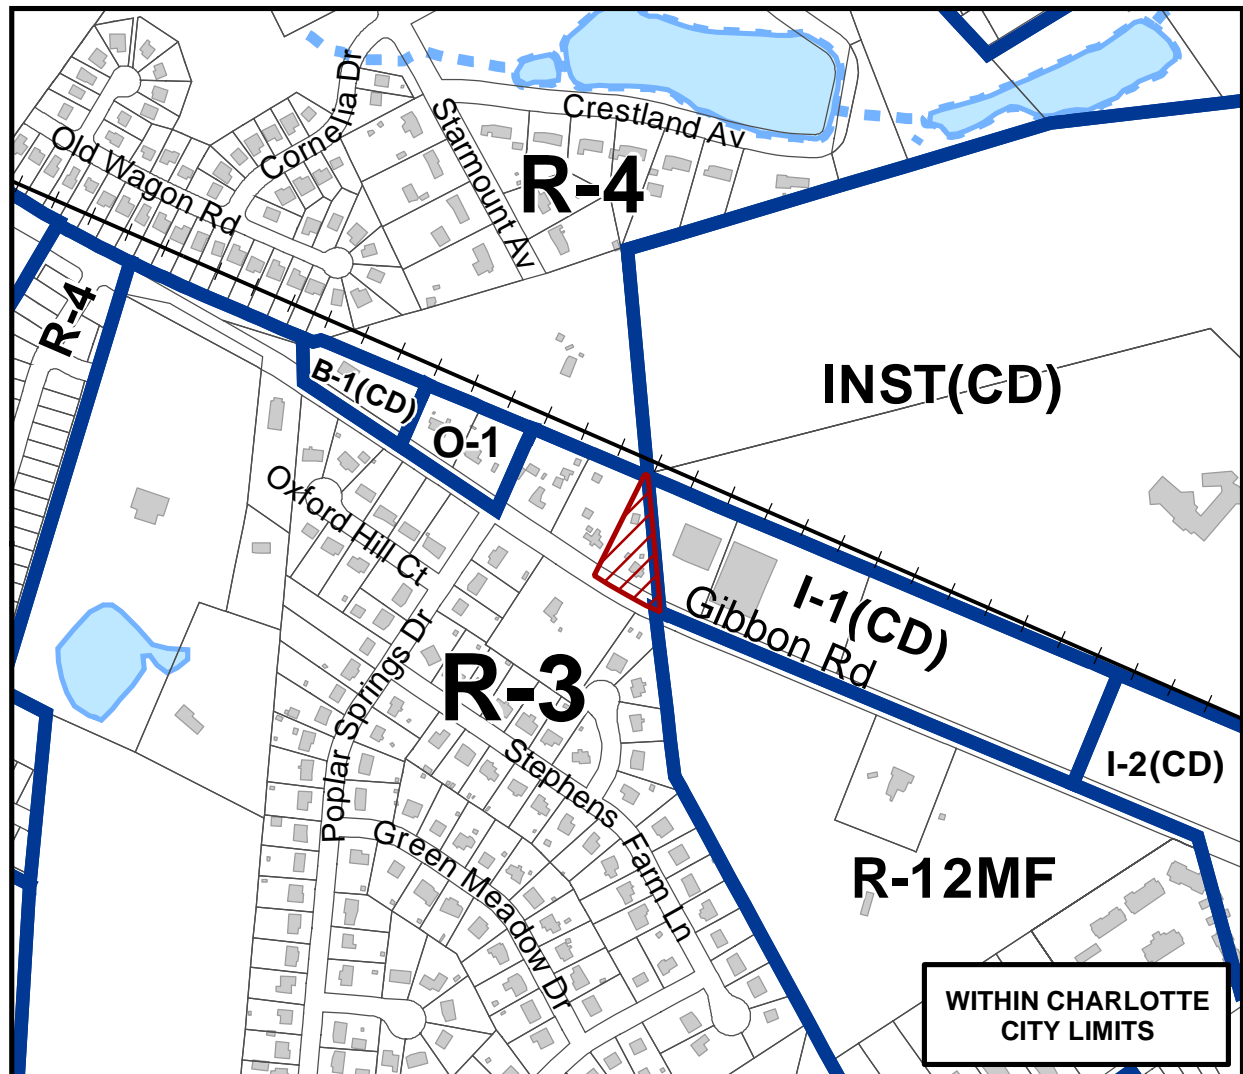 Crestland Av
Cornelia Dr
Starmount Av
Old Wagon Rd
R-4
R-4
INST(CD)
B-1(CD)
O-1
Oxford Hill Ct
I-1(CD)
Gibbon Rd
Poplar Springs Dr
R-3
Stephens Farm Ln
I-2(CD)
Green Meadow Dr
R-12MF
WITHIN CHARLOTTE
CITY LIMITS